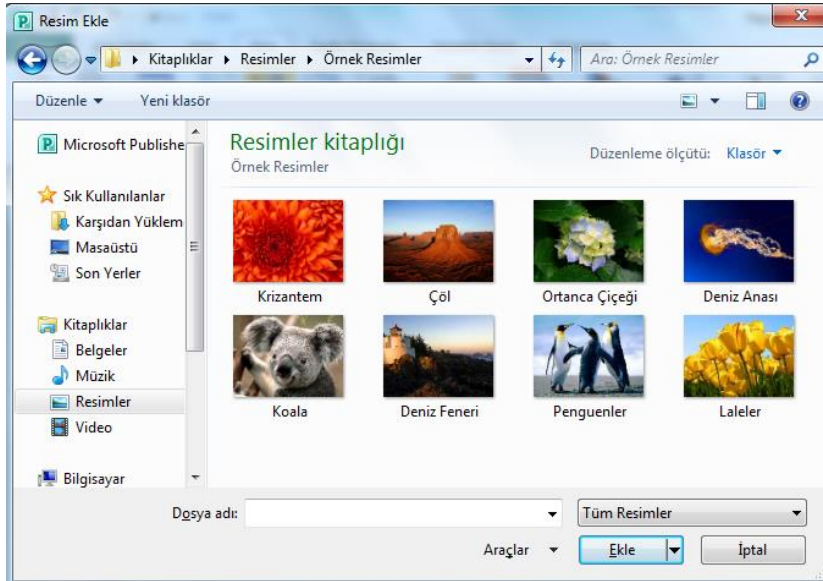 Resim Ekle
Kitaplıklar ▸ Resimler ▸ Örnek Resimler
Ara: Örnek Resimler
Düzenle
Yeni klasör
Microsoft Publishe
Sık Kullanılanlar
Karşıdan Yüklem
Masaüstü
Son Yerler
Kitaplıklar
Belgeler
Müzik
Resimler
Video
Bilgisayar
Resimler kitaplığı
Örnek Resimler
Düzenleme ölçütü: Klasör
Krizantem
Çöl
Ortanca Çiçeği
Deniz Anası
Koala
Deniz Feneri
Penguenler
Laleler
Dosya adı:
Tüm Resimler
Araçlar
Ekle
İptal